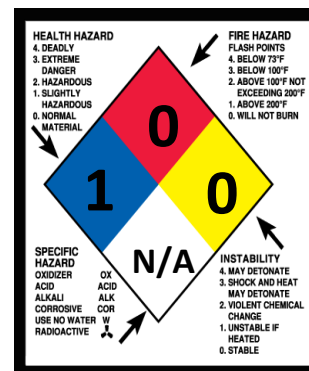 HEALTH HAZARD
4. DEADLY
3. EXTREME
DANGER
2. HAZARDOUS
1. SLIGHTLY
HAZARDOUS
0. NORMAL
MATERIAL
FIRE HAZARD
FLASH POINTS
4. BELOW 73°F
3. BELOW 100°F
2. ABOVE 100°F NOT
EXCEEDING 200°F
1. ABOVE 200°F
0. WILL NOT BURN
0
1
0
N/A
SPECIFIC
HAZARD
OXIDIZER OX
ACID ACID
ALKALI ALK
CORROSIVE COR
USE NO WATER W
RADIOACTIVE
INSTABILITY
4. MAY DETONATE
3. SHOCK AND HEAT
MAY DETONATE
2. VIOLENT CHEMICAL
CHANGE
1. UNSTABLE IF
HEATED
0. STABLE